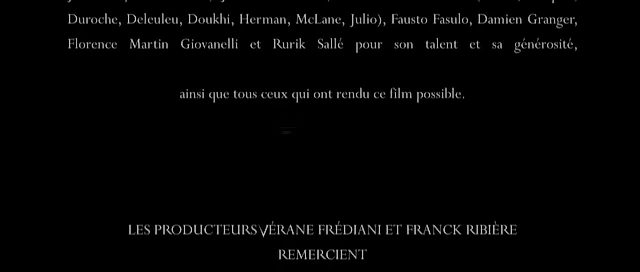 Duroche, Deleuleu, Doukhi, Herman, McLane, Julio), Fausto Fasulo, Damien Granger,
Florence Martin Giovanelli et Rurik Sallé pour son talent et sa générosité,
ainsi que tous ceux qui ont rendu ce film possible.
LES PRODUCTEURS VÉRANE FRÉDIANI ET FRANCK RIBIÈRE
REMERCIENT